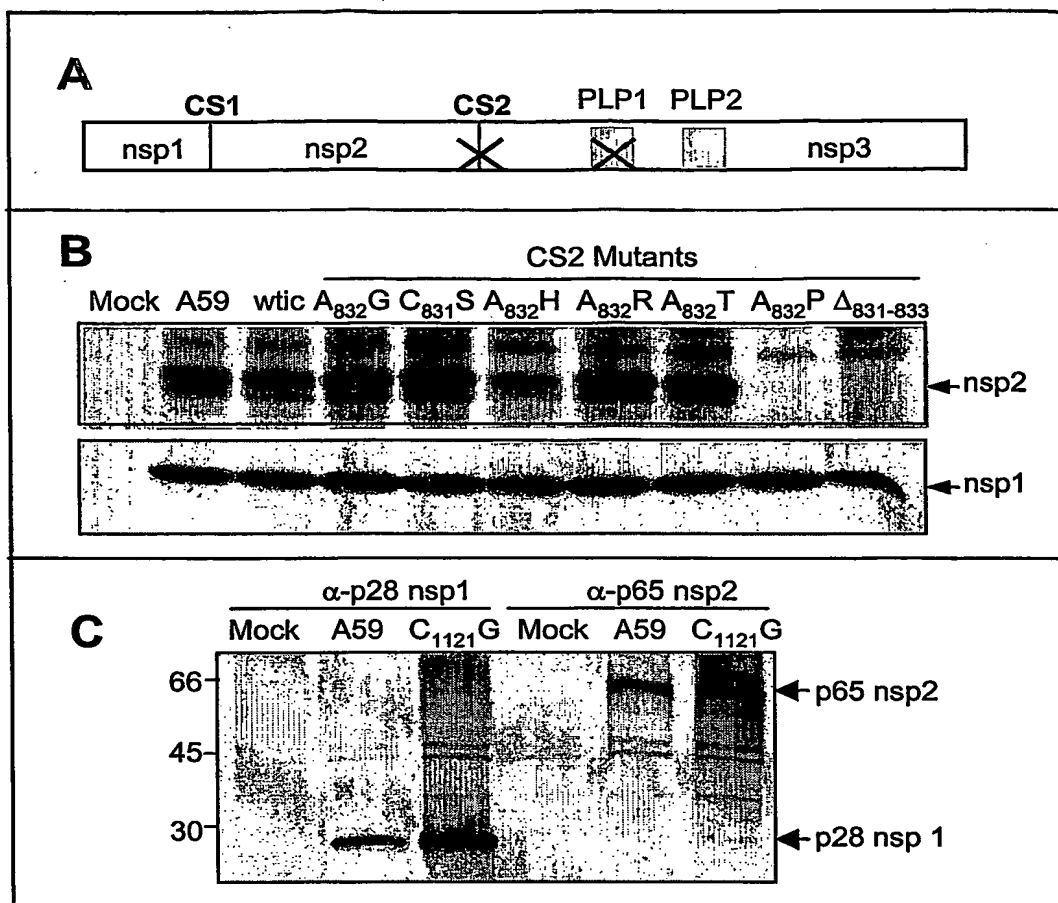 A
CS1 CS2 PLP1 PLP2
nsp1 nsp2 nsp3
B
CS2 Mutants
Mock A59 wtic A₈₃₂G C₈₃₁S A₈₃₂H A₈₃₂R A₈₃₂T A₈₃₂P Δ₈₃₁₋₈₃₃
nsp2
nsp1
C
α-p28 nsp1 α-p65 nsp2
Mock A59 C₁₁₂₁G Mock A59 C₁₁₂₁G
66
p65 nsp2
45
30
p28 nsp 1